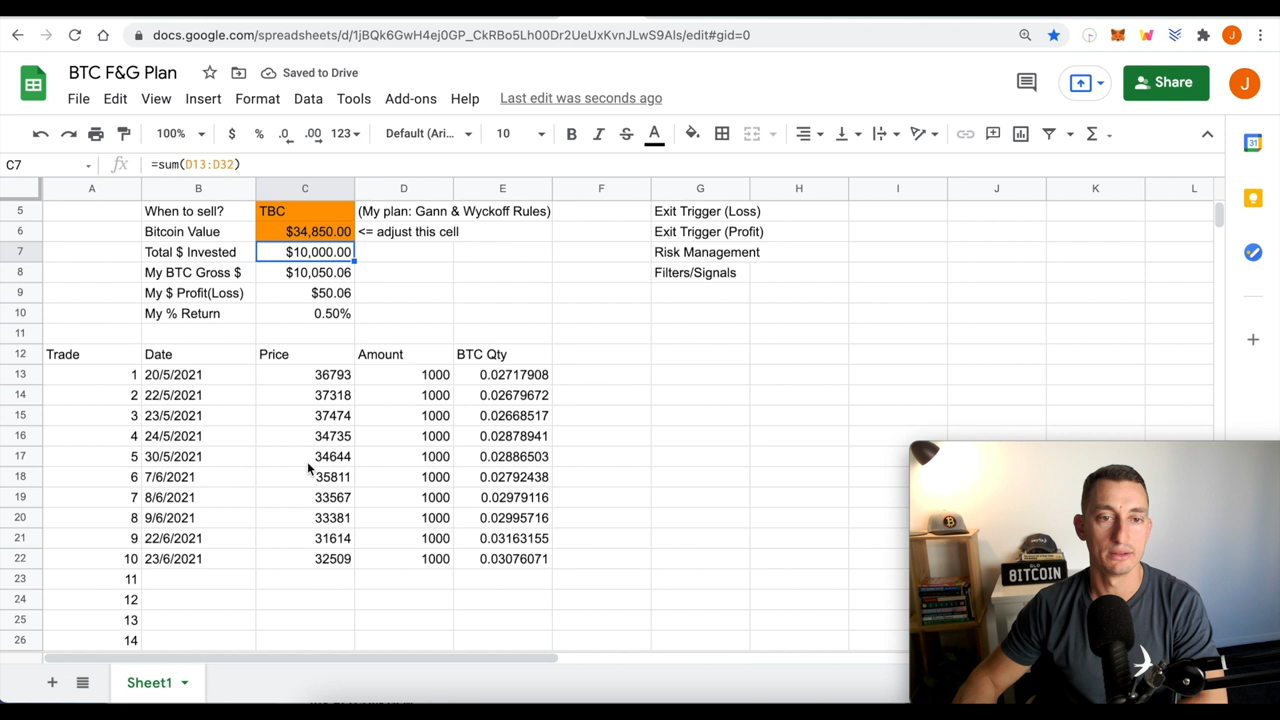 docs.google.com/spreadsheets/d/1jBQk6GwH4ej0GP_CkRBo5Lh00Dr2UeUxKvnJLwS9AIs/edit#gid=0
BTC F&G Plan
Saved to Drive
File Edit View Insert Format Data Tools Add-ons Help Last edit was seconds ago
Share
J
100% $ % .0 .00 123 Default (Ari... 10 B I S A
C7 fx =sum(D13:D32)
A B C D E F G H I J K L
5 When to sell? TBC (My plan: Gann & Wyckoff Rules) Exit Trigger (Loss)
6 Bitcoin Value $34,850.00 <= adjust this cell Exit Trigger (Profit)
7 Total $ Invested $10,000.00 Risk Management
8 My BTC Gross $ $10,050.06 Filters/Signals
9 My $ Profit(Loss) $50.06
10 My % Return 0.50%
11
12 Trade Date Price Amount BTC Qty
13 1 20/5/2021 36793 1000 0.02717908
14 2 22/5/2021 37318 1000 0.02679672
15 3 23/5/2021 37474 1000 0.02668517
16 4 24/5/2021 34735 1000 0.02878941
17 5 30/5/2021 34644 1000 0.02886503
18 6 7/6/2021 35811 1000 0.02792438
19 7 8/6/2021 33567 1000 0.02979116
20 8 9/6/2021 33381 1000 0.02995716
21 9 22/6/2021 31614 1000 0.03163155
22 10 23/6/2021 32509 1000 0.03076071
23 11
24 12
25 13
26 14
Sheet1
8ITCOIN